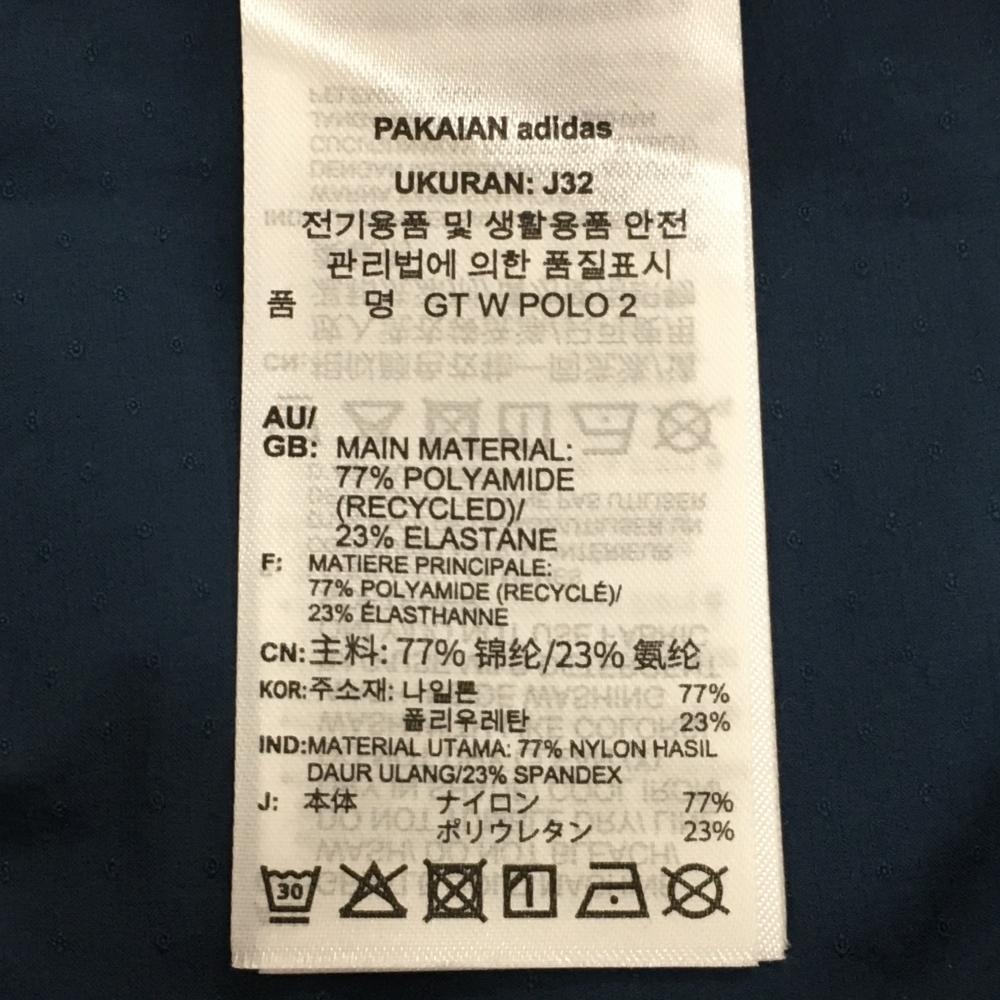 PAKAIAN adidas
UKURAN: J32
전기용품 및 생활용품 안전
관리법에 의한 품질표시
품 명 GT W POLO 2
AU/
GB: MAIN MATERIAL:
77% POLYAMIDE
(RECYCLED)/
23% ELASTANE
F: MATIERE PRINCIPALE:
77% POLYAMIDE (RECYCLÉ)/
23% ÉLASTHANNE
CN: 主料: 77% 锦纶/23% 氨纶
KOR: 주소재: 나일론 77%
폴리우레탄 23%
IND: MATERIAL UTAMA: 77% NYLON HASIL
DAUR ULANG/23% SPANDEX
J: 本体 ナイロン 77%
ポリウレタン 23%
30